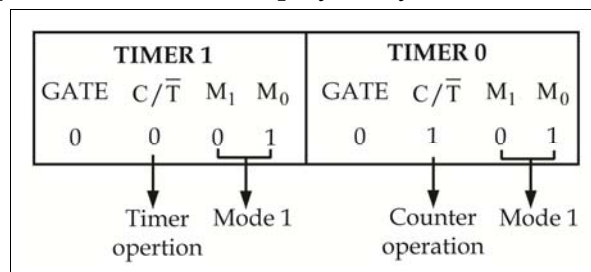 TIMER 1 TIMER 0
GATE C/T̅ M₁ M₀ GATE C/T̅ M₁ M₀
0 0 0 1 0 1 0 1
Timer Mode 1 Counter Mode 1
opertion operation